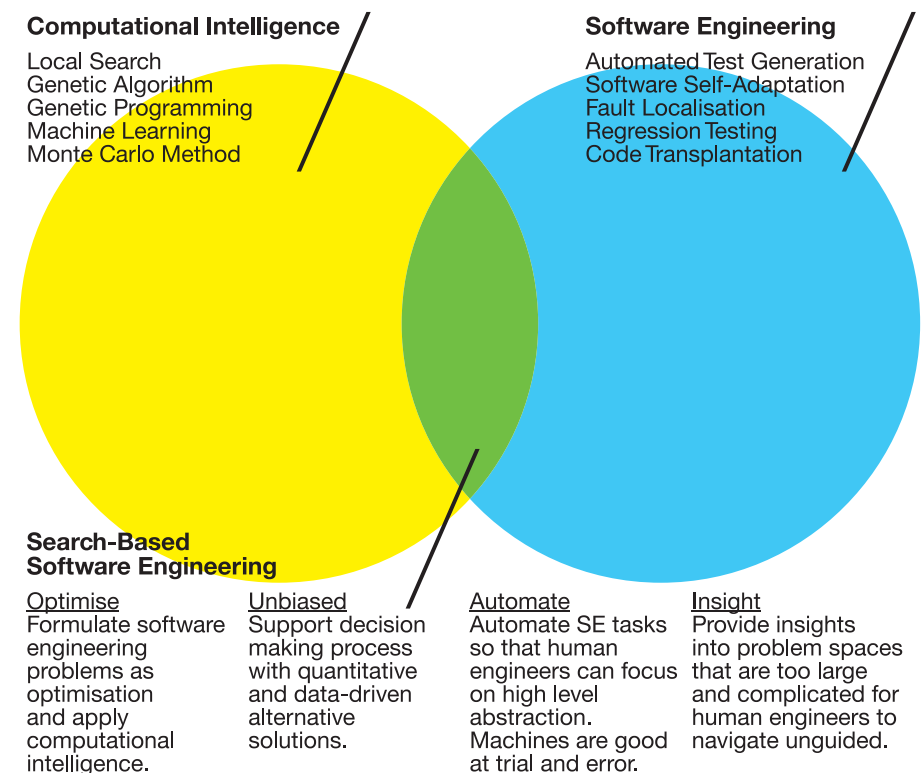 Computational Intelligence
Local Search
Genetic Algorithm
Genetic Programming
Machine Learning
Monte Carlo Method
Software Engineering
Automated Test Generation
Software Self-Adaptation
Fault Localisation
Regression Testing
Code Transplantation
Search-Based
Software Engineering
Optimise
Formulate software
engineering
problems as
optimisation
and apply
computational
intelligence.
Unbiased
Support decision
making process
with quantitative
and data-driven
alternative
solutions.
Automate
Automate SE tasks
so that human
engineers can focus
on high level
abstraction.
Machines are good
at trial and error.
Insight
Provide insights
into problem spaces
that are too large
and complicated for
human engineers to
navigate unguided.